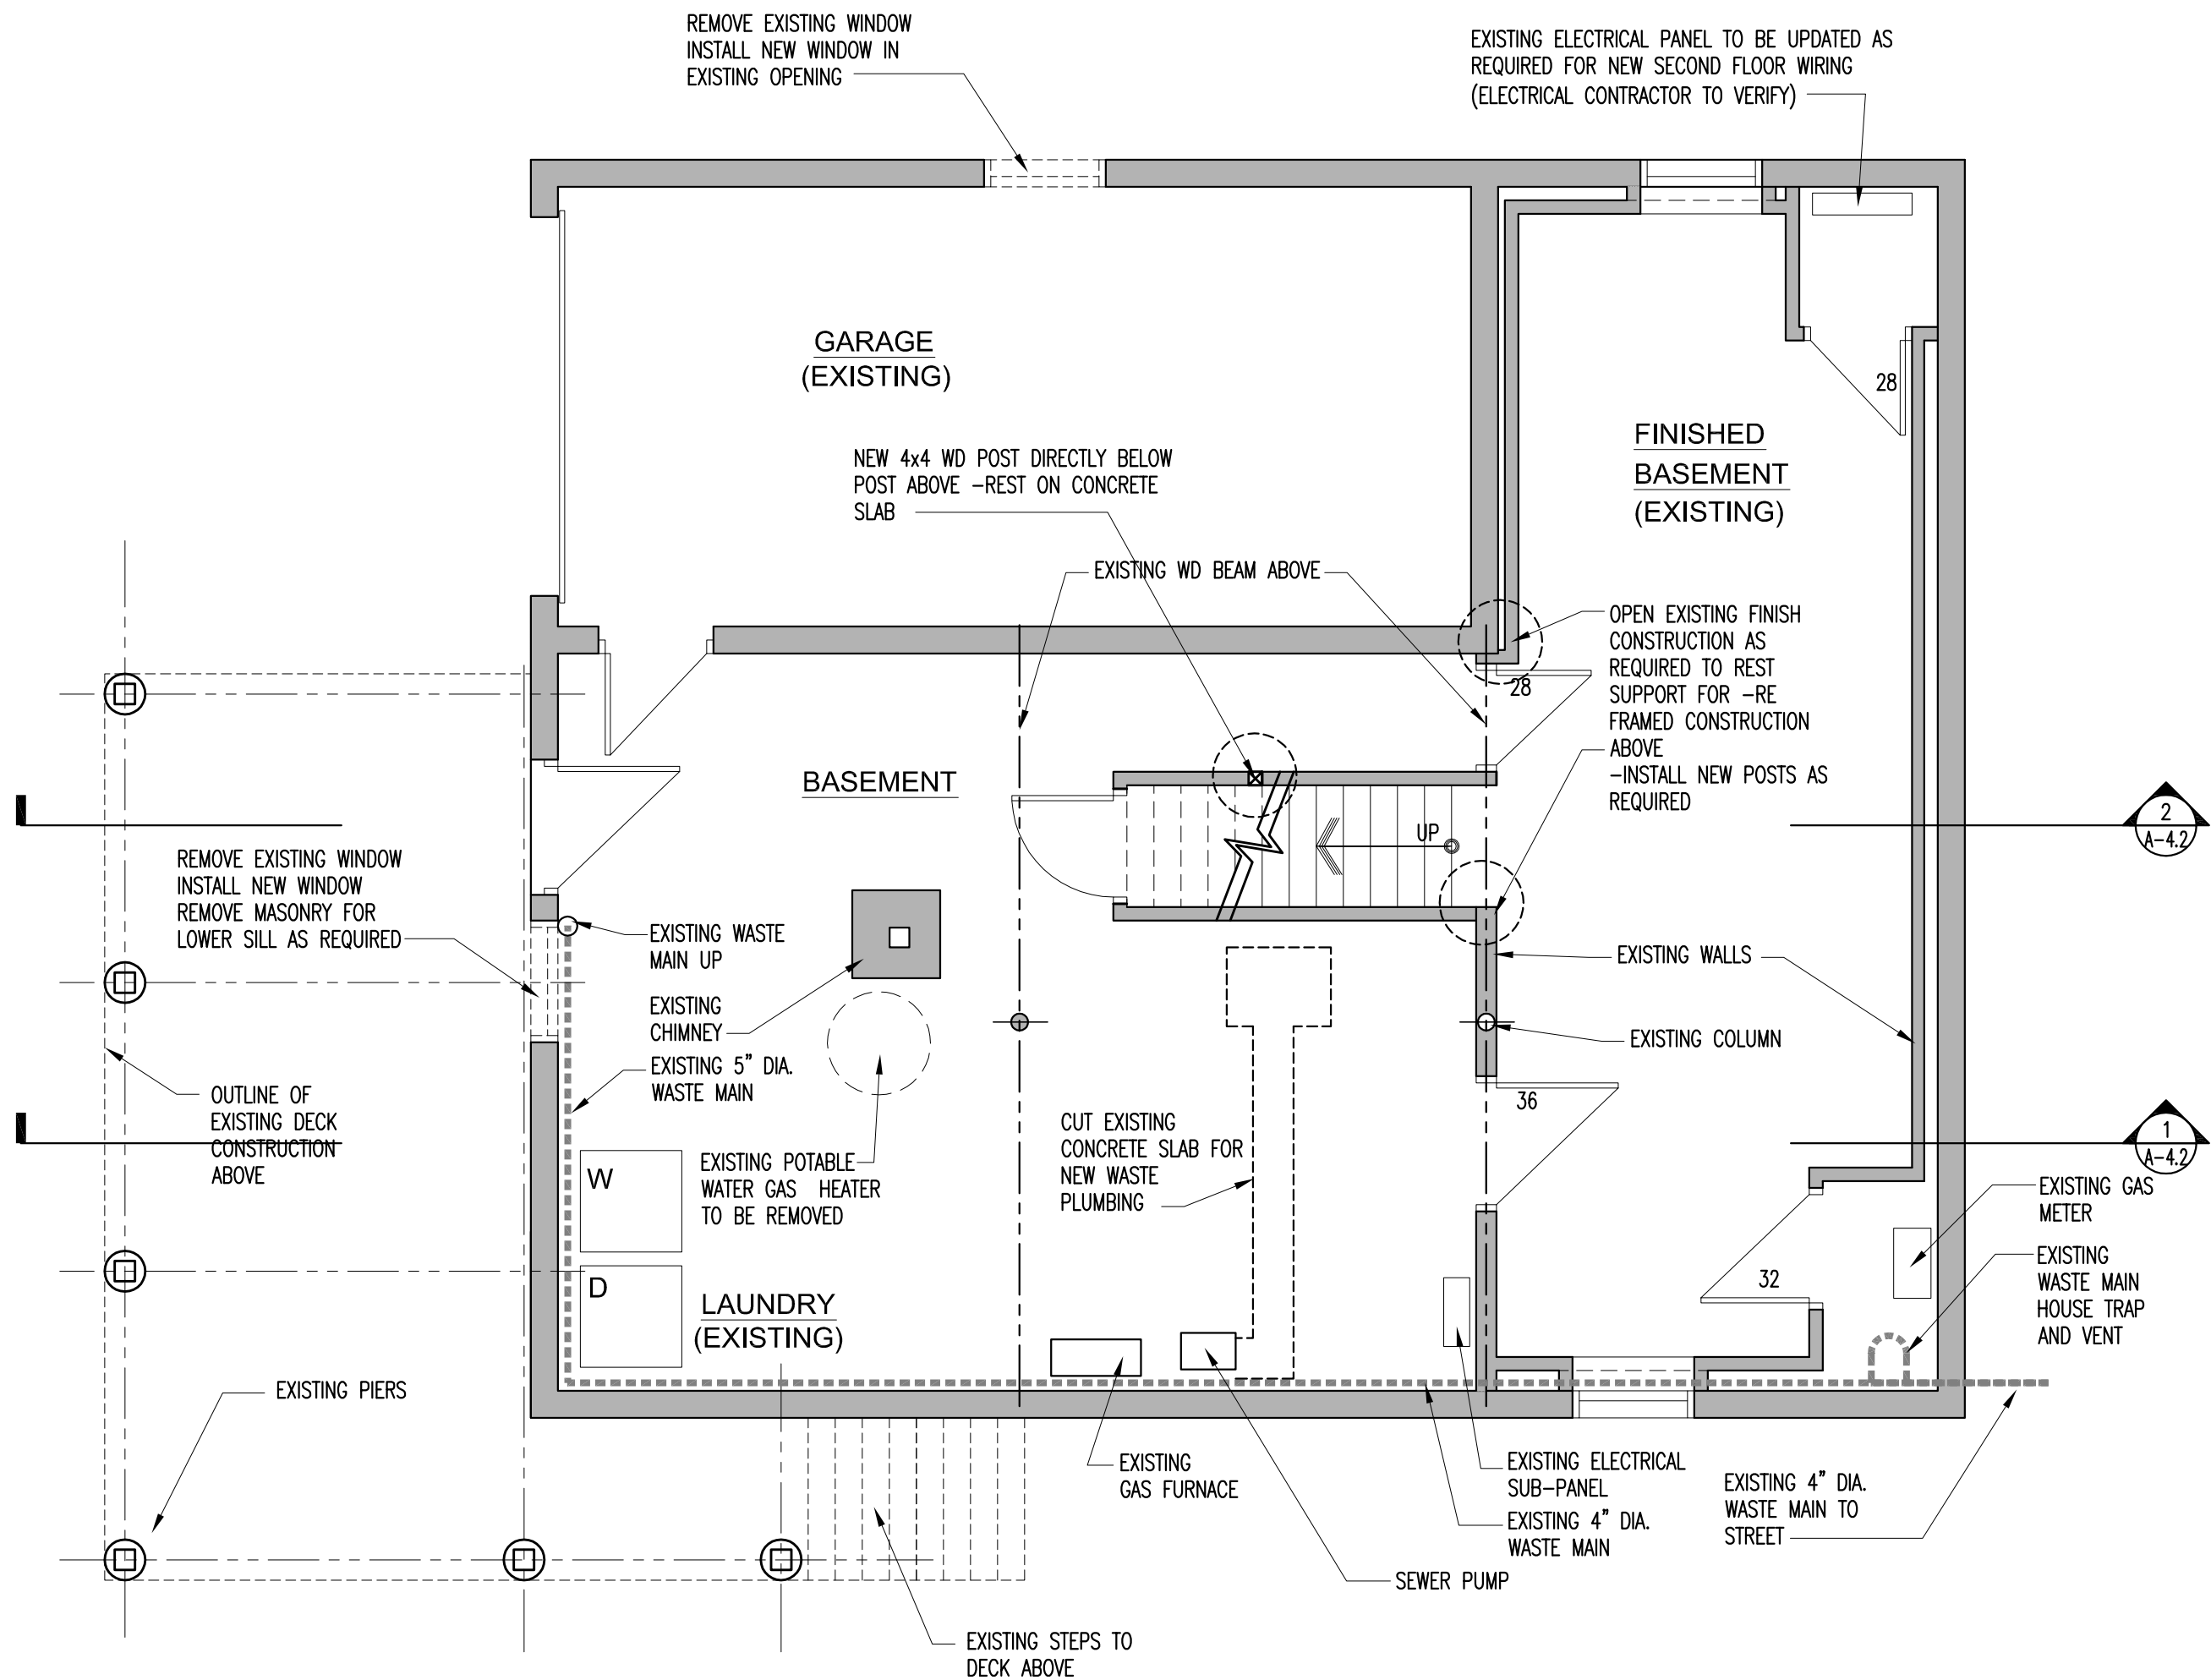 REMOVE EXISTING WINDOW
INSTALL NEW WINDOW IN
EXISTING OPENING
EXISTING ELECTRICAL PANEL TO BE UPDATED AS
REQUIRED FOR NEW SECOND FLOOR WIRING
(ELECTRICAL CONTRACTOR TO VERIFY)
GARAGE
(EXISTING)
28
FINISHED
BASEMENT
(EXISTING)
NEW 4x4 WD POST DIRECTLY BELOW
POST ABOVE -REST ON CONCRETE
SLAB
EXISTING WD BEAM ABOVE
OPEN EXISTING FINISH
CONSTRUCTION AS
REQUIRED TO REST
SUPPORT FOR -RE
FRAMED CONSTRUCTION
ABOVE
-INSTALL NEW POSTS AS
REQUIRED
28
BASEMENT
UP
2
A-4.2
REMOVE EXISTING WINDOW
INSTALL NEW WINDOW
REMOVE MASONRY FOR
LOWER SILL AS REQUIRED
EXISTING WASTE
MAIN UP
EXISTING
CHIMNEY
EXISTING 5" DIA.
WASTE MAIN
EXISTING WALLS
EXISTING COLUMN
OUTLINE OF
EXISTING DECK
CONSTRUCTION
ABOVE
36
1
A-4.2
CUT EXISTING
CONCRETE SLAB FOR
NEW WASTE
PLUMBING
W
EXISTING POTABLE
WATER GAS HEATER
TO BE REMOVED
EXISTING GAS
METER
EXISTING
WASTE MAIN
HOUSE TRAP
AND VENT
32
D
LAUNDRY
(EXISTING)
EXISTING PIERS
EXISTING
GAS FURNACE
EXISTING ELECTRICAL
SUB-PANEL
EXISTING 4" DIA.
WASTE MAIN
EXISTING 4" DIA.
WASTE MAIN TO
STREET
SEWER PUMP
EXISTING STEPS TO
DECK ABOVE